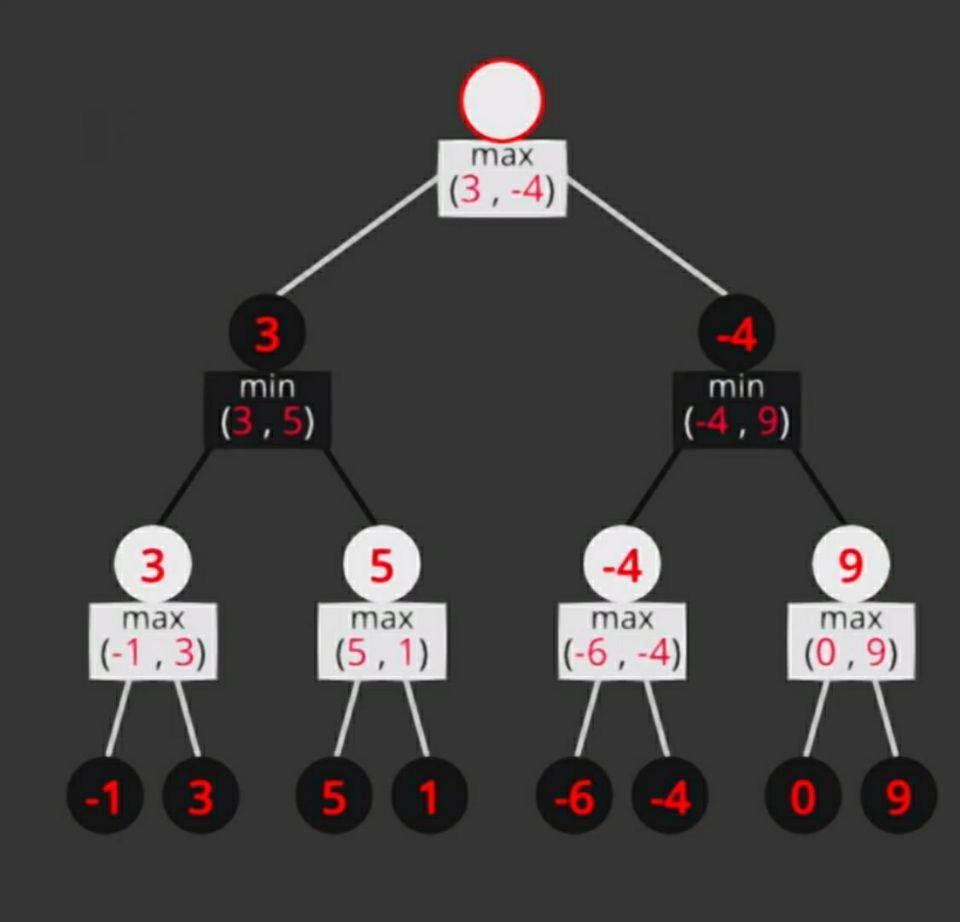 max
(3 , -4)
3
-4
min
(3 , 5)
min
(-4 , 9)
3
5
-4
9
max
(-1 , 3)
max
(5 , 1)
max
(-6 , -4)
max
(0 , 9)
-1
3
5
1
-6
-4
0
9